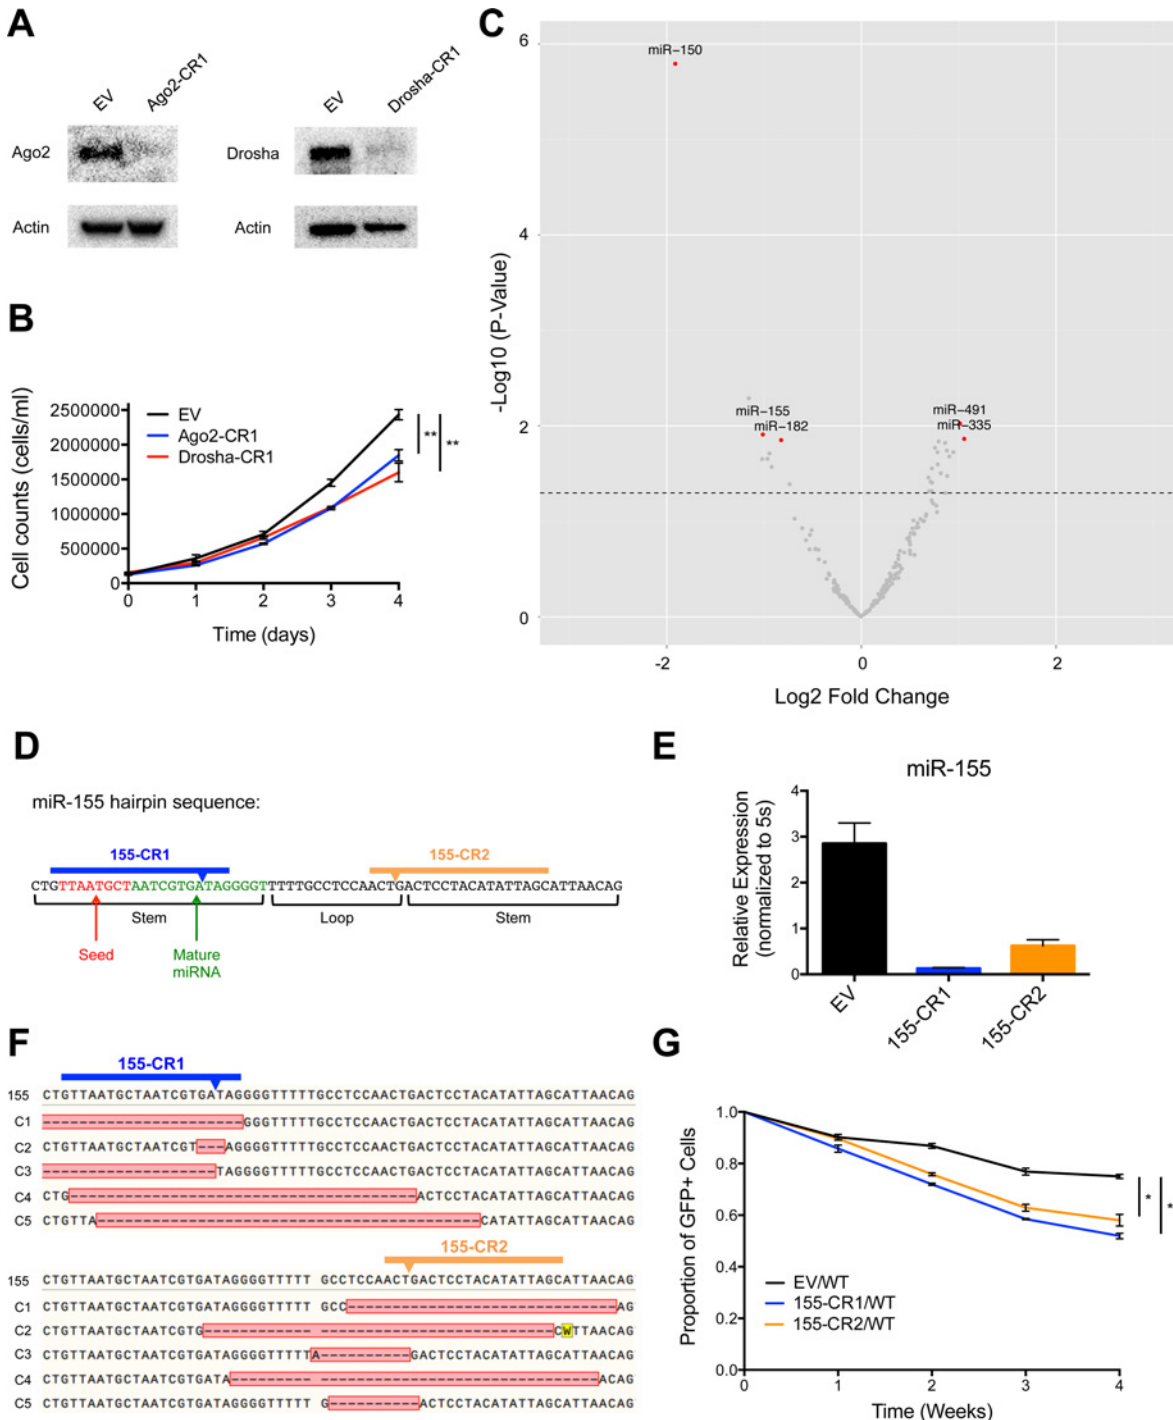 A
EV
Ago2-CR1
EV
Drosha-CR1
Ago2
Drosha
Actin
Actin
B
Cell counts (cells/ml)
2500000
2000000
1500000
1000000
500000
0
EV
Ago2-CR1
Drosha-CR1
**
**
0 1 2 3 4
Time (days)
C
-Log10 (P-Value)
6
4
2
0
miR-150
miR-155
miR-182
miR-491
miR-335
-2 0 2
Log2 Fold Change
D
miR-155 hairpin sequence:
155-CR1
155-CR2
CTGTTAATGCTAATCGTGATAGGGGTTTTTGCCTCCAACTGACTCCTACATATTAGCATTAACAG
Stem
Loop
Stem
Seed
Mature
miRNA
E
miR-155
Relative Expression
(normalized to 5s)
4
3
2
1
0
EV
155-CR1
155-CR2
F
155-CR1
155 CTGTTAATGCTAATCGTGATAGGGGTTTTTGCCTCCAACTGACTCCTACATATTAGCATTAACAG
C1 GGGTTTTTGCCTCCAACTGACTCCTACATATTAGCATTAACAG
C2 CTGTTAATGCTAATCGT---AGGGGTTTTTGCCTCCAACTGACTCCTACATATTAGCATTAACAG
C3 TAGGGGTTTTTGCCTCCAACTGACTCCTACATATTAGCATTAACAG
C4 CTG ACTCCTACATATTAGCATTAACAG
C5 CTGTTA CATATTAGCATTAACAG
155-CR2
155 CTGTTAATGCTAATCGTGATAGGGGTTTTT GCCTCCAACTGACTCCTACATATTAGCATTAACAG
C1 CTGTTAATGCTAATCGTGATAGGGGTTTTT GCC AG
C2 CTGTTAATGCTAATCGTG CWTTAACAG
C3 CTGTTAATGCTAATCGTGATAGGGGTTTTTA GACTCCTACATATTAGCATTAACAG
C4 CTGTTAATGCTAATCGTGATA ACAG
C5 CTGTTAATGCTAATCGTGATAGGGGTTTTT G ACTCCTACATATTAGCATTAACAG
G
Proportion of GFP+ Cells
1.0
0.8
0.6
0.4
0.2
0.0
EV/WT
155-CR1/WT
155-CR2/WT
*
*
0 1 2 3 4
Time (Weeks)